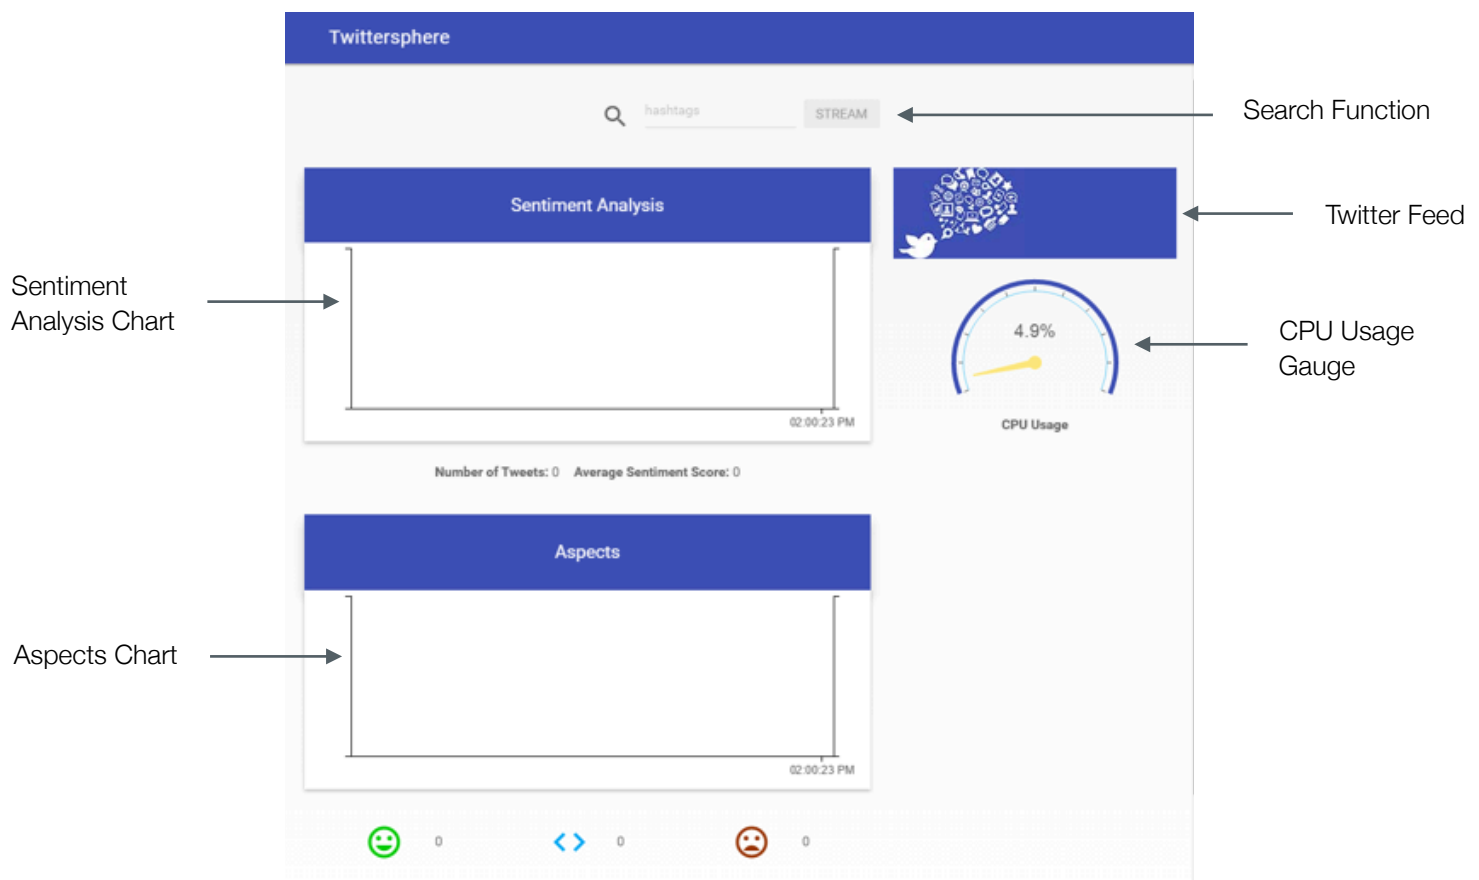 Twittersphere
hashtags
STREAM
Search Function
Sentiment Analysis
Twitter Feed
Sentiment
Analysis Chart
4.9%
CPU Usage
Gauge
02:00:23 PM
CPU Usage
Number of Tweets: 0 Average Sentiment Score: 0
Aspects
Aspects Chart
02:00:23 PM
0
0
0